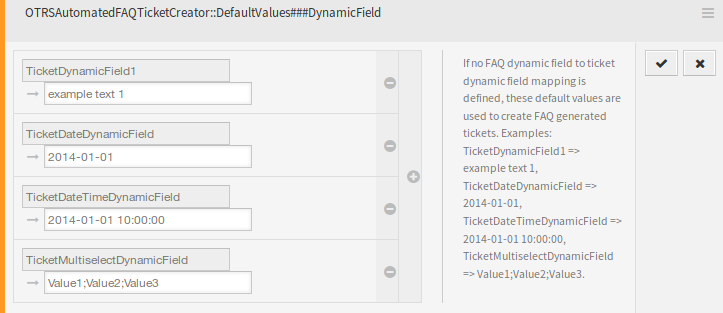 OTRSAutomatedFAQTicketCreator::DefaultValues###DynamicField
TicketDynamicField1
example text 1
TicketDateDynamicField
2014-01-01
TicketDateTimeDynamicField
2014-01-01 10:00:00
TicketMultiselectDynamicField
Value1;Value2;Value3
If no FAQ dynamic field to ticket
dynamic field mapping is
defined, these default values are
used to create FAQ generated
tickets. Examples:
TicketDynamicField1 =>
example text 1,
TicketDateDynamicField =>
2014-01-01,
TicketDateTimeDynamicField =>
2014-01-01 10:00:00,
TicketMultiselectDynamicField
=> Value1;Value2;Value3.